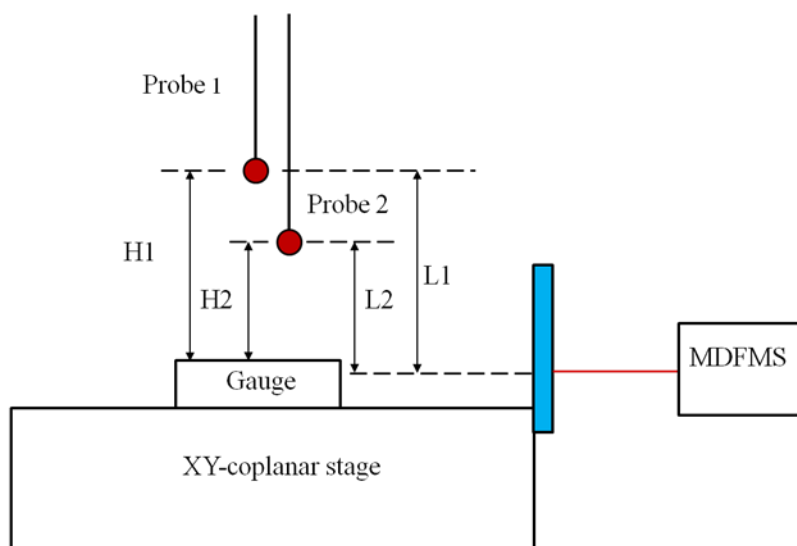 Probe 1
Probe 2
H1
H2
L2
L1
MDFMS
Gauge
XY-coplanar stage